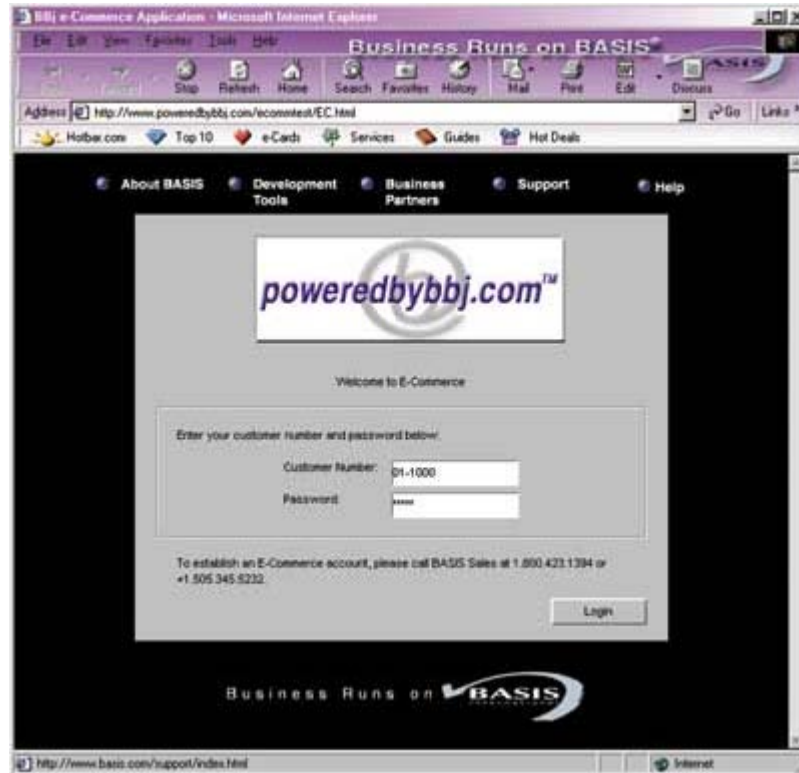 BBj e-Commerce Application - Microsoft Internet Explorer
File Edit View Favorites Tools Help
Business Runs on BASIS
BASIS
Stop Refresh Home Search Favorites History Mail Print Edit Discuss
Address http://www.poweredbybbj.com/ecommtest/EC.html Go Links
Hotbar.com Top 10 e-Cards Services Guides Hot Deals
About BASIS Development Tools Business Partners Support Help
poweredbybbj.com™
Welcome to E-Commerce
Enter your customer number and password below:
Customer Number: 01-1000
Password: *****
To establish an E-Commerce account, please call BASIS Sales at 1.800.423.1394 or
+1.505.345.5232.
Login
Business Runs on BASIS
http://www.basis.com/support/index.html Internet